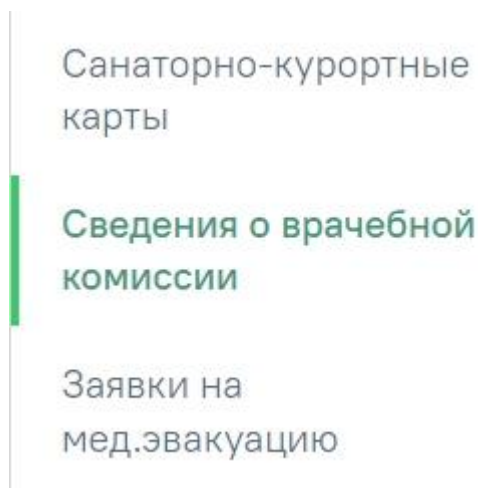 Санаторно-курортные
карты
Сведения о врачебной
комиссии
Заявки на
мед.эвакуацию